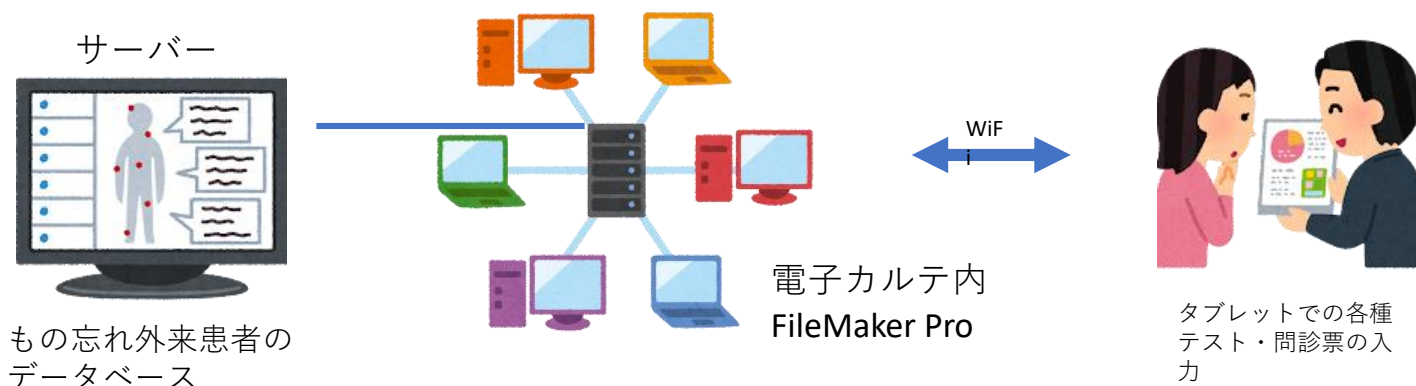 サーバー
もの忘れ外来患者の
データベース
電子カルテ内
FileMaker Pro
WiF
i
タブレットでの各種
テスト・問診票の入
力